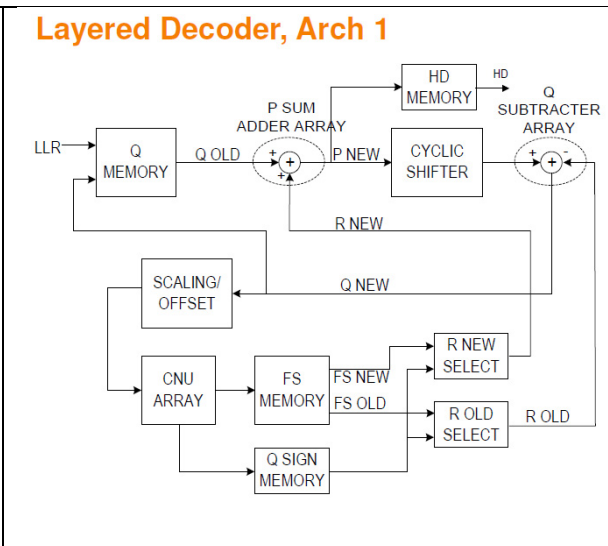 Layered Decoder, Arch 1
HD
MEMORY
HD
Q
SUBTRACTER
ARRAY
P SUM
ADDER ARRAY
LLR
Q
MEMORY
Q OLD
+
+
+
P NEW
CYCLIC
SHIFTER
+
+
-
R NEW
SCALING/
OFFSET
Q NEW
CNU
ARRAY
FS
MEMORY
FS NEW
FS OLD
R NEW
SELECT
R OLD
SELECT
R OLD
Q SIGN
MEMORY